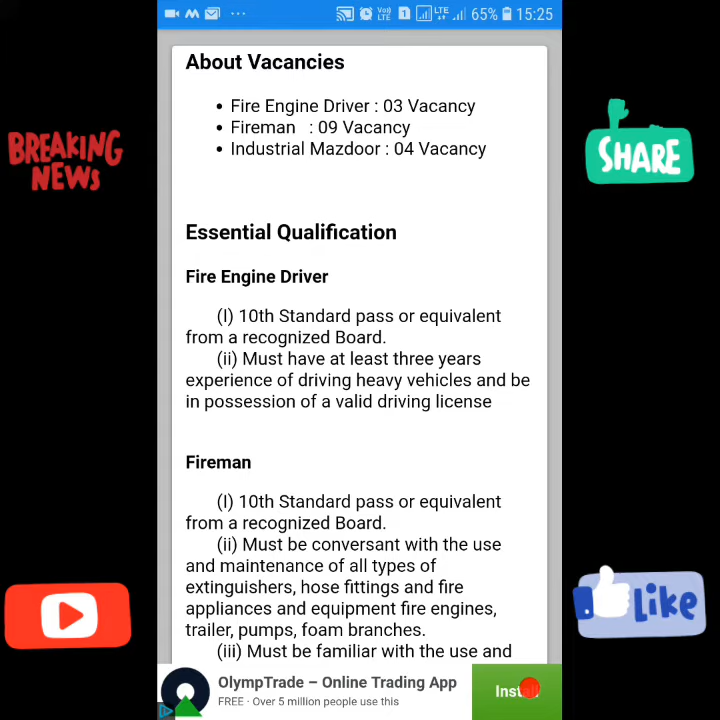 65% 15:25
About Vacancies
• Fire Engine Driver : 03 Vacancy
• Fireman : 09 Vacancy
• Industrial Mazdoor : 04 Vacancy
BREAKING
NEWS
SHARE
Essential Qualification
Fire Engine Driver
(I) 10th Standard pass or equivalent
from a recognized Board.
(ii) Must have at least three years
experience of driving heavy vehicles and be
in possession of a valid driving license
Fireman
(I) 10th Standard pass or equivalent
from a recognized Board.
(ii) Must be conversant with the use
and maintenance of all types of
extinguishers, hose fittings and fire
appliances and equipment fire engines,
trailer, pumps, foam branches.
(iii) Must be familiar with the use and
Like
OlympTrade – Online Trading App
FREE · Over 5 million people use this